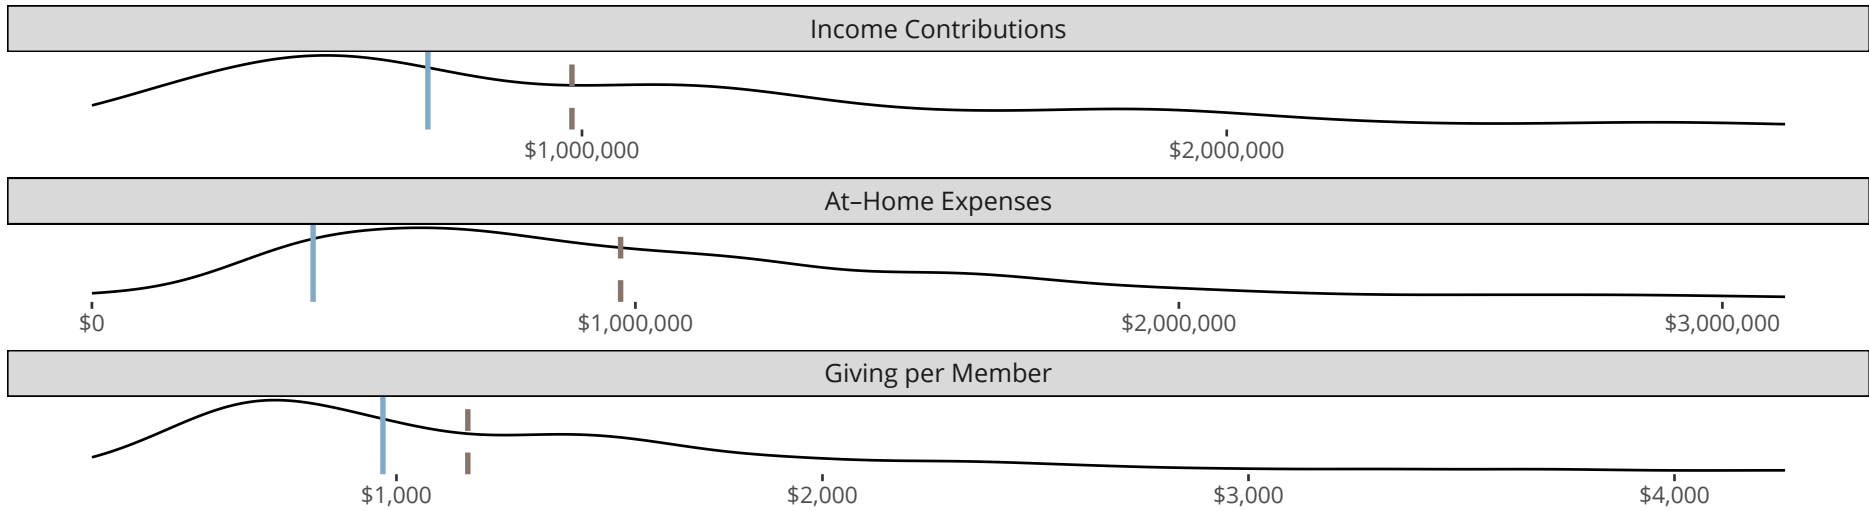 Income Contributions
$1,000,000 $2,000,000
At–Home Expenses
$0 $1,000,000 $2,000,000 $3,000,000
Giving per Member
$1,000 $2,000 $3,000 $4,000